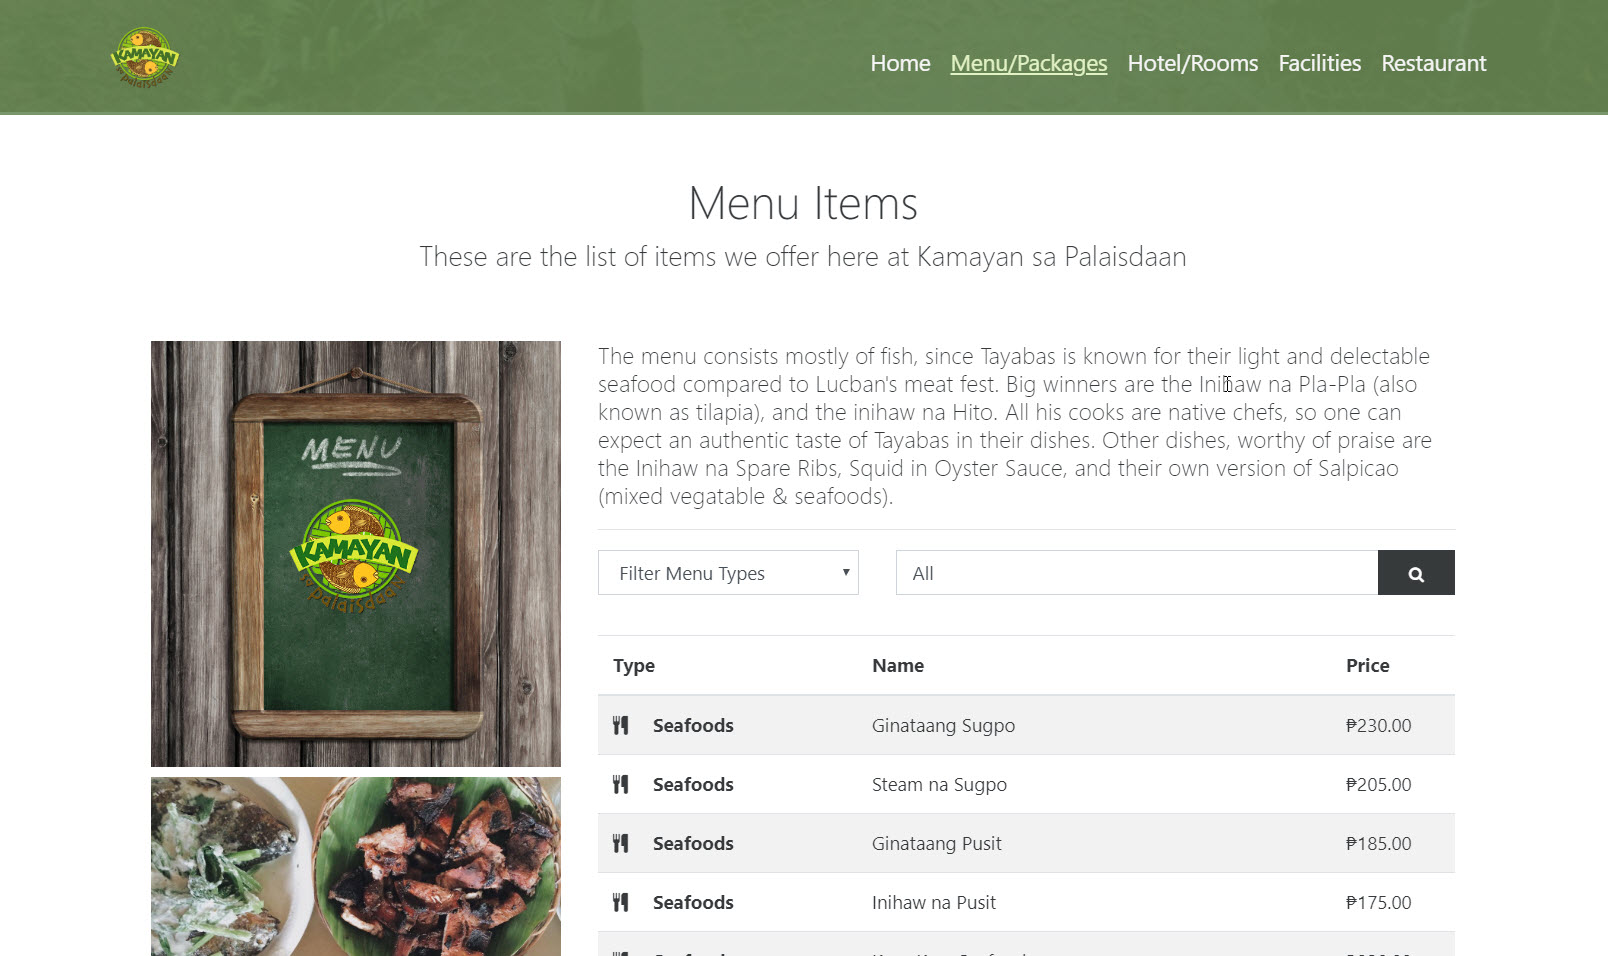 KAMAYAN
sa palaisdaan
Home Menu/Packages Hotel/Rooms Facilities Restaurant
Menu Items
These are the list of items we offer here at Kamayan sa Palaisdaan
MENU
KAMAYAN
sa palaisdaan
The menu consists mostly of fish, since Tayabas is known for their light and delectable
seafood compared to Lucban's meat fest. Big winners are the Inihaw na Pla-Pla (also
known as tilapia), and the inihaw na Hito. All his cooks are native chefs, so one can
expect an authentic taste of Tayabas in their dishes. Other dishes, worthy of praise are
the Inihaw na Spare Ribs, Squid in Oyster Sauce, and their own version of Salpicao
(mixed vegatable & seafoods).
Filter Menu Types All
Type Name Price
Seafoods Ginataang Sugpo ₱230.00
Seafoods Steam na Sugpo ₱205.00
Seafoods Ginataang Pusit ₱185.00
Seafoods Inihaw na Pusit ₱175.00